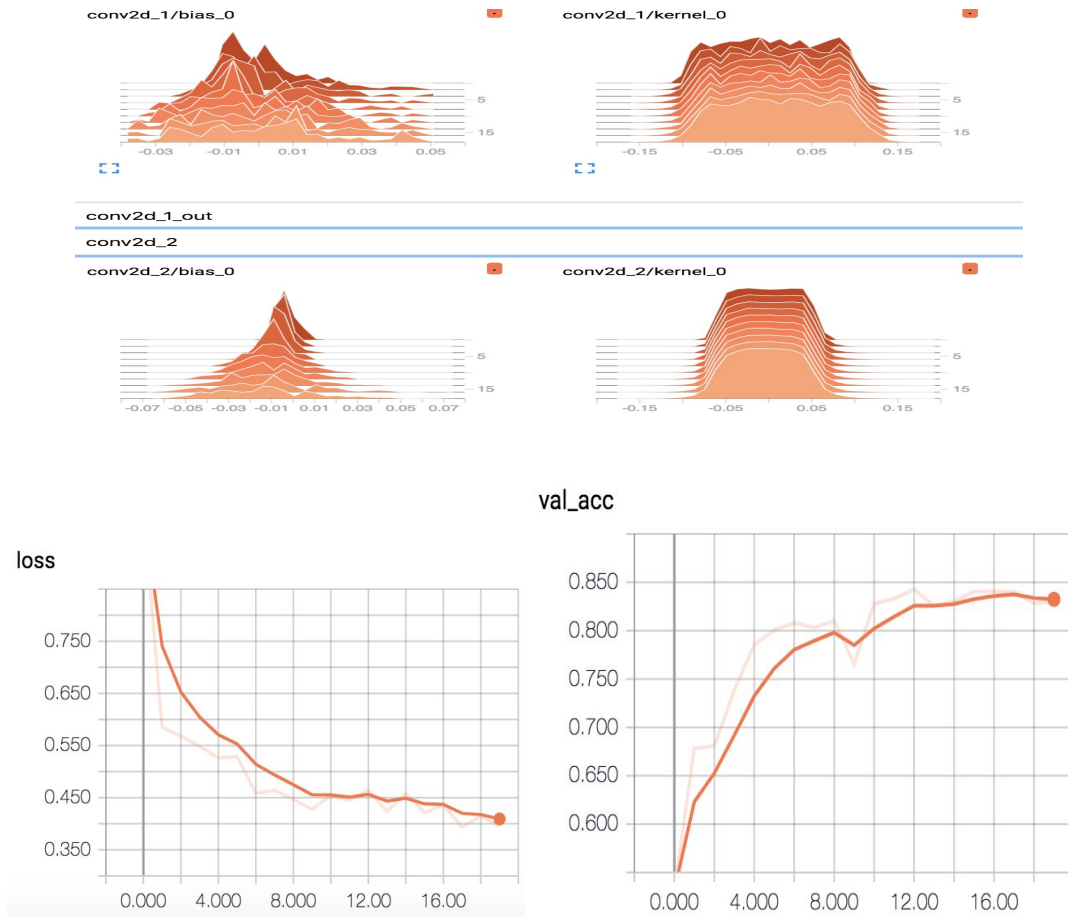 conv2d_1/bias_0 conv2d_1/kernel_0
5 5
15 15
-0.03 -0.01 0.01 0.03 0.05 -0.15 -0.05 0.05 0.15
conv2d_1_out
conv2d_2
conv2d_2/bias_0 conv2d_2/kernel_0
5 5
15 15
-0.07 -0.05 -0.03 -0.01 0.01 0.03 0.05 0.07 -0.15 -0.05 0.05 0.15
loss
0.750
0.650
0.550
0.450
0.350
0.000 4.000 8.000 12.00 16.00
val_acc
0.850
0.800
0.750
0.700
0.650
0.600
0.000 4.000 8.000 12.00 16.00